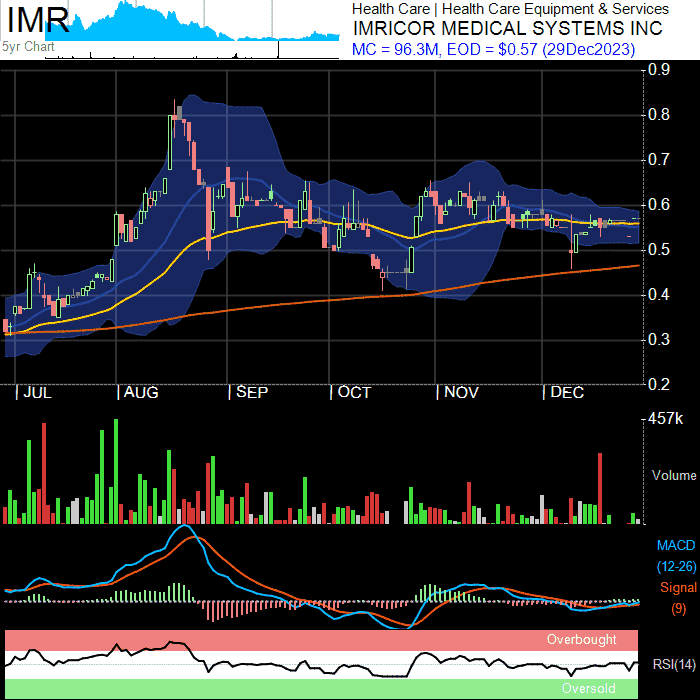 IMR
5yr Chart
Health Care | Health Care Equipment & Services
IMRICOR MEDICAL SYSTEMS INC
MC = 96.3M, EOD = $0.57 (29Dec2023)
0.9
0.8
0.7
0.6
0.5
0.4
0.3
0.2
JUL
AUG
SEP
OCT
NOV
DEC
457k
Volume
MACD
(12-26)
Signal
(9)
Overbought
RSI(14)
Oversold